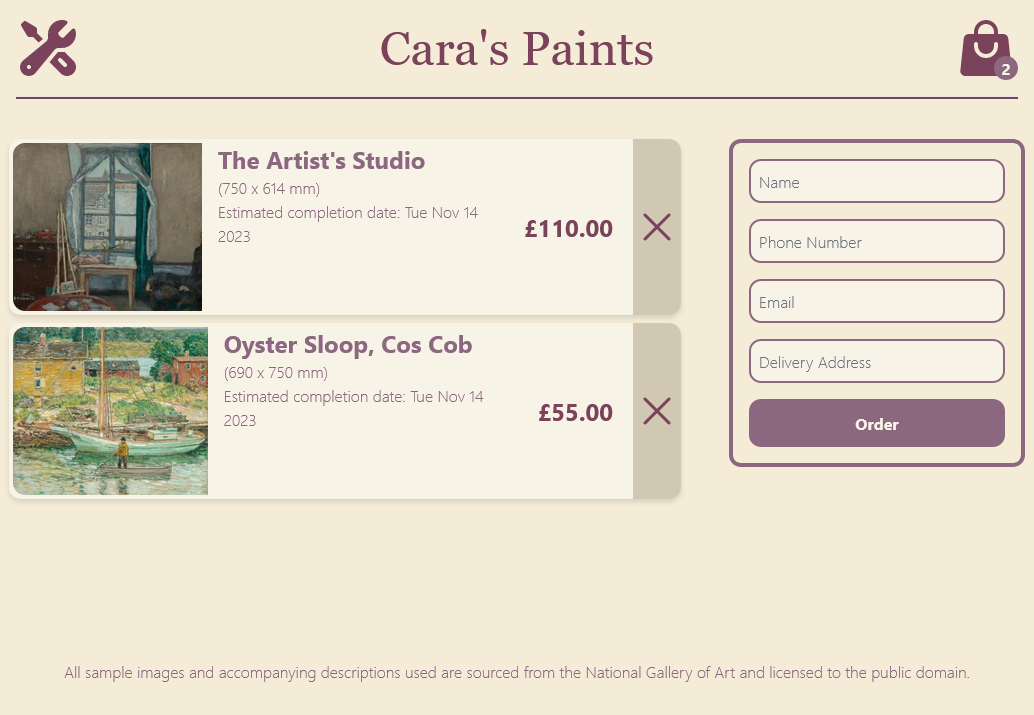 Cara's Paints
2
The Artist's Studio
(750 x 614 mm)
Estimated completion date: Tue Nov 14
2023
£110.00
Oyster Sloop, Cos Cob
(690 x 750 mm)
Estimated completion date: Tue Nov 14
2023
£55.00
Name
Phone Number
Email
Delivery Address
Order
All sample images and accompanying descriptions used are sourced from the National Gallery of Art and licensed to the public domain.